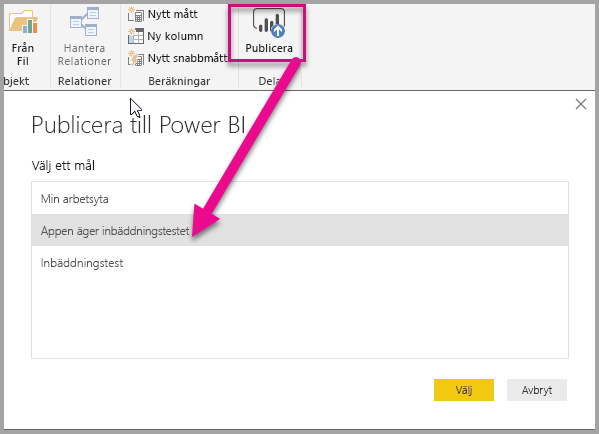 Från
Fil
bjekt
Hantera
Relationer
Relationer
Nytt mått
Ny kolumn
Nytt snabbmått
Beräkningar
Publicera
Dela
Publicera till Power BI
Välj ett mål
Min arbetsyta
Appen äger inbäddningstestet
Inbäddningstest
Välj
Avbryt